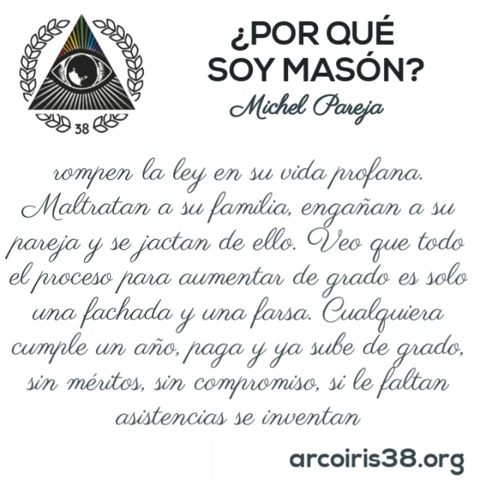 ¿POR QUÉ
SOY MASÓN?
Michel Pareja
38
rompen la ley en su vida profana.
Maltratan a su familia, engañan a su
pareja y se jactan de ello. Veo que todo
el proceso para aumentar de grado es solo
una fachada y una farsa. Cualquiera
cumple un año, paga y ya sube de grado,
sin méritos, sin compromiso, si le faltan
asistencias se inventan
arcoiris38.org